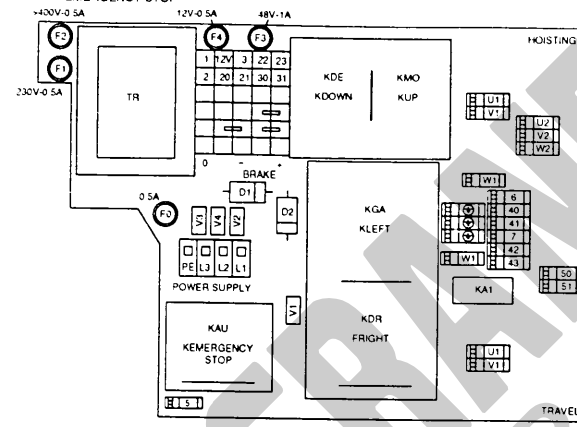 EMERGENCY STOP
>400V-0 5A
12V-0 5A
48V-1A
F2
F4
F3
HOISTING
F1
230V-0 5A
TR
1 12V 3 22 23
2 20 21 30 31
0 - +
KDE
KDOWN
KMO
KUP
U1
V1
U2
V2
W2
BRAKE
D1
D2
0 5A
F0
V3 V4 V2
PE L3 L2 L1
POWER SUPPLY
V1
KAU
KEMERGENCY
STOP
5
KGA
KLEFT
KDR
FRIGHT
W1
6
40
41
7
42
43
W1
KA1
50
51
U1
V1
TRAVEL